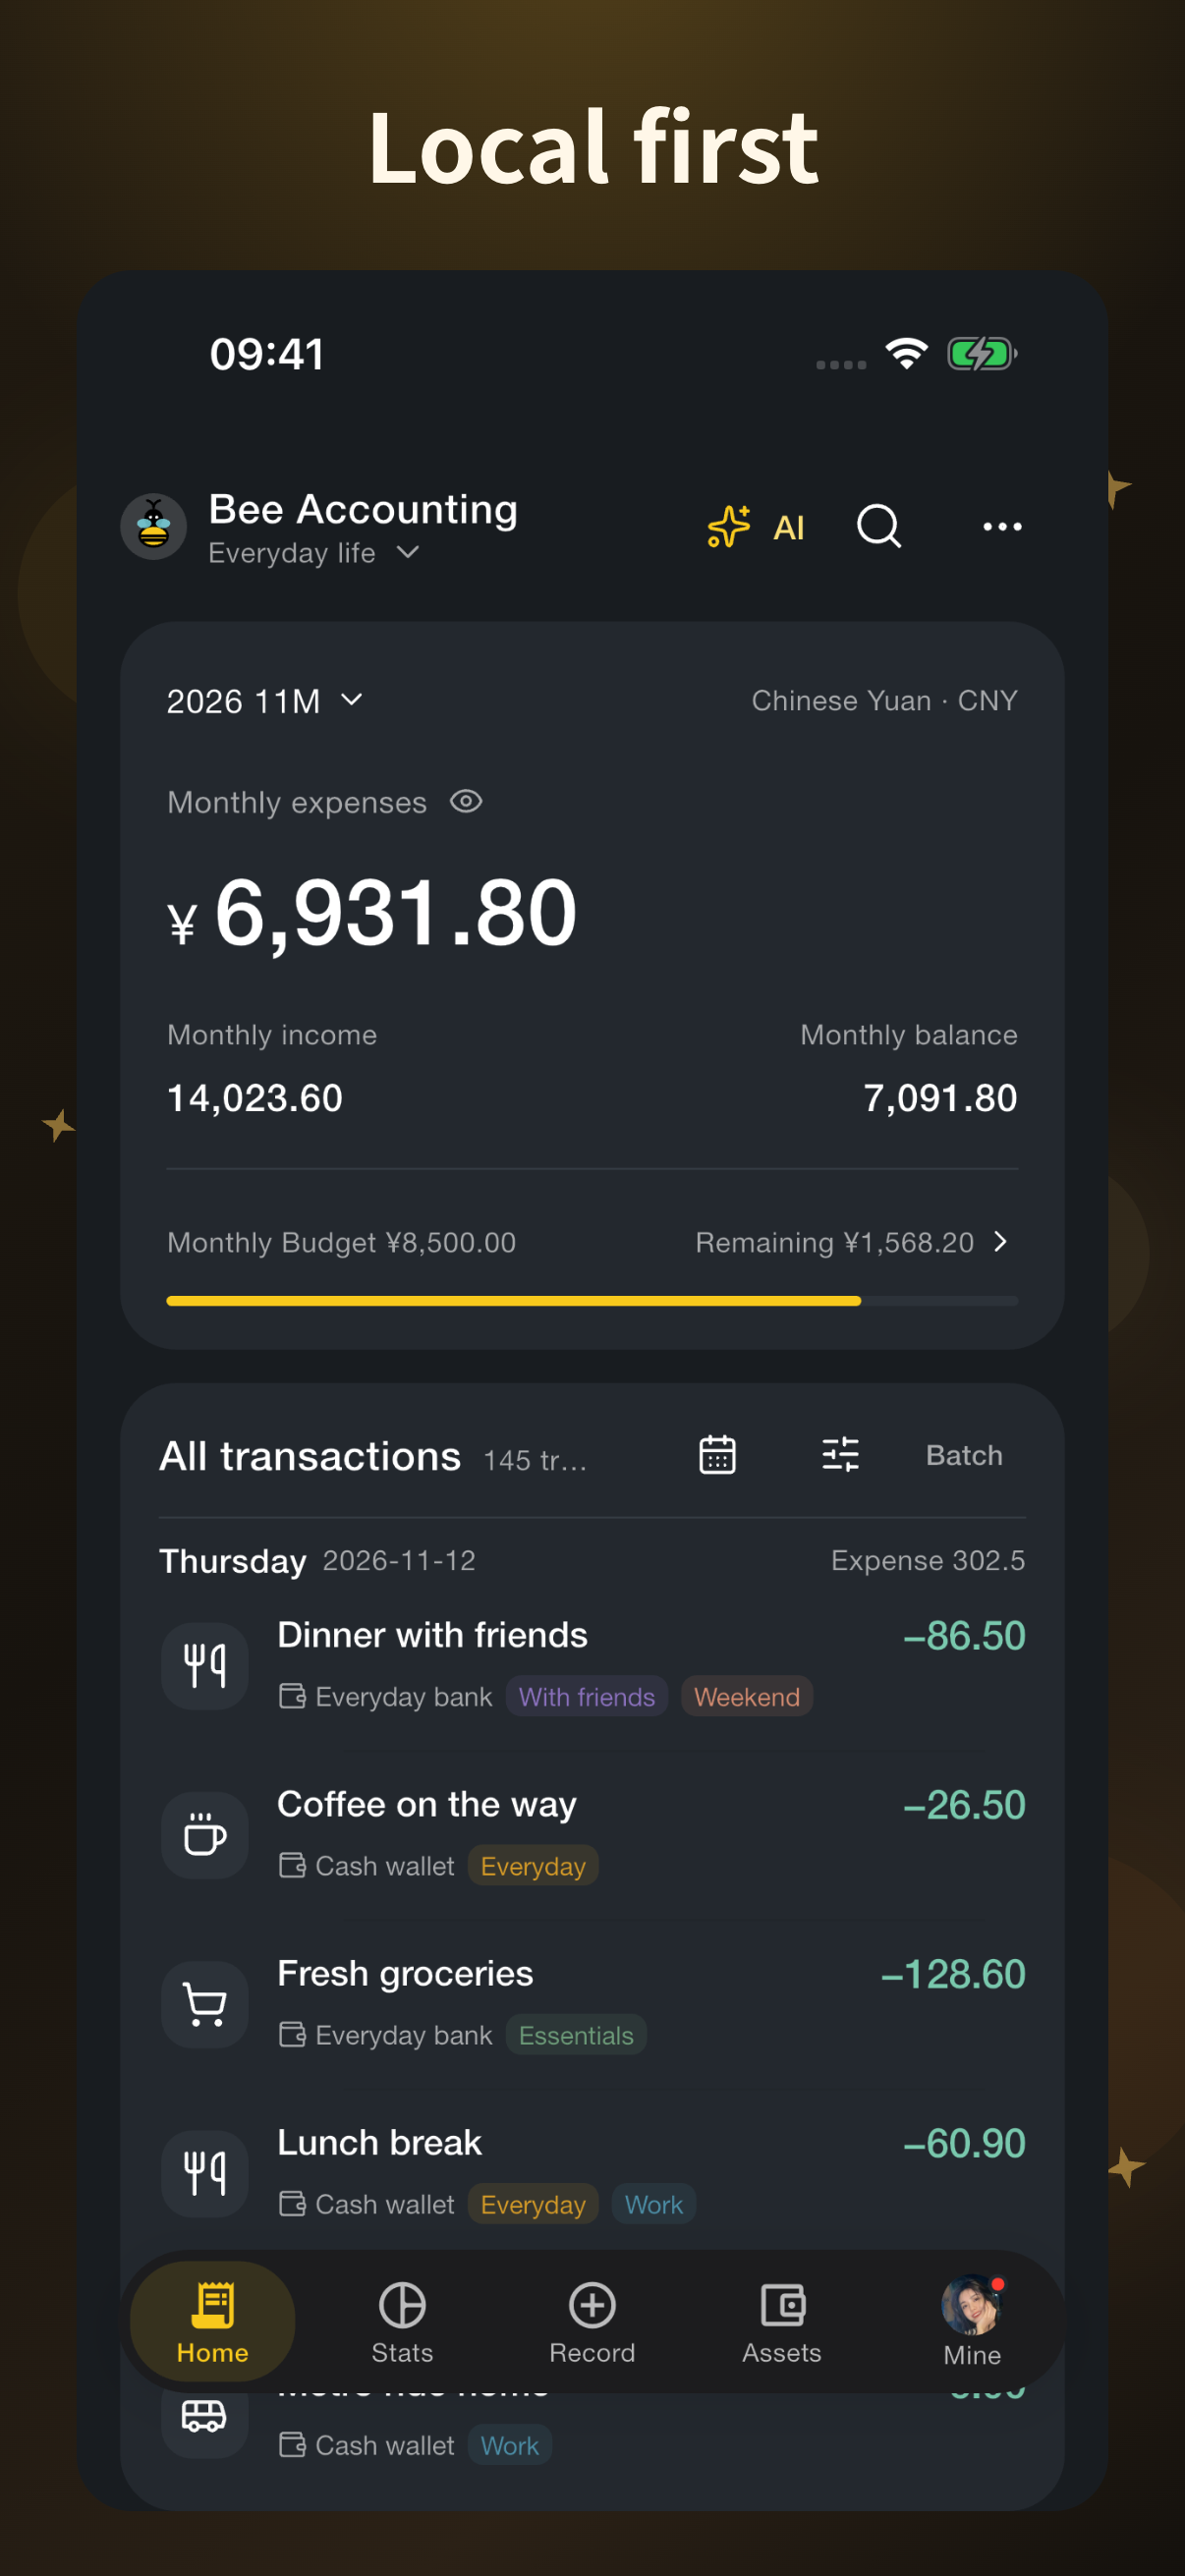 Local first
09:41
Bee Accounting
Everyday life
AI
2026 11M
Chinese Yuan · CNY
Monthly expenses
¥ 6,931.80
Monthly income
Monthly balance
14,023.60
7,091.80
Monthly Budget ¥8,500.00
Remaining ¥1,568.20
All transactions 145 tr...
Batch
Thursday 2026-11-12
Expense 302.5
Dinner with friends
−86.50
Everyday bank With friends Weekend
Coffee on the way
−26.50
Cash wallet Everyday
Fresh groceries
−128.60
Everyday bank Essentials
Lunch break
−60.90
Cash wallet Everyday Work
Home
Stats
Record
Assets
Mine
Cash wallet Work